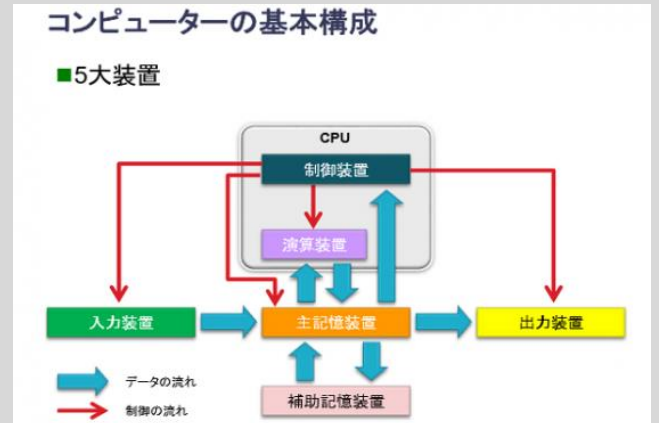 コンピューターの基本構成
■5大装置
CPU
制御装置
演算装置
入力装置
主記憶装置
出力装置
データの流れ
制御の流れ
補助記憶装置